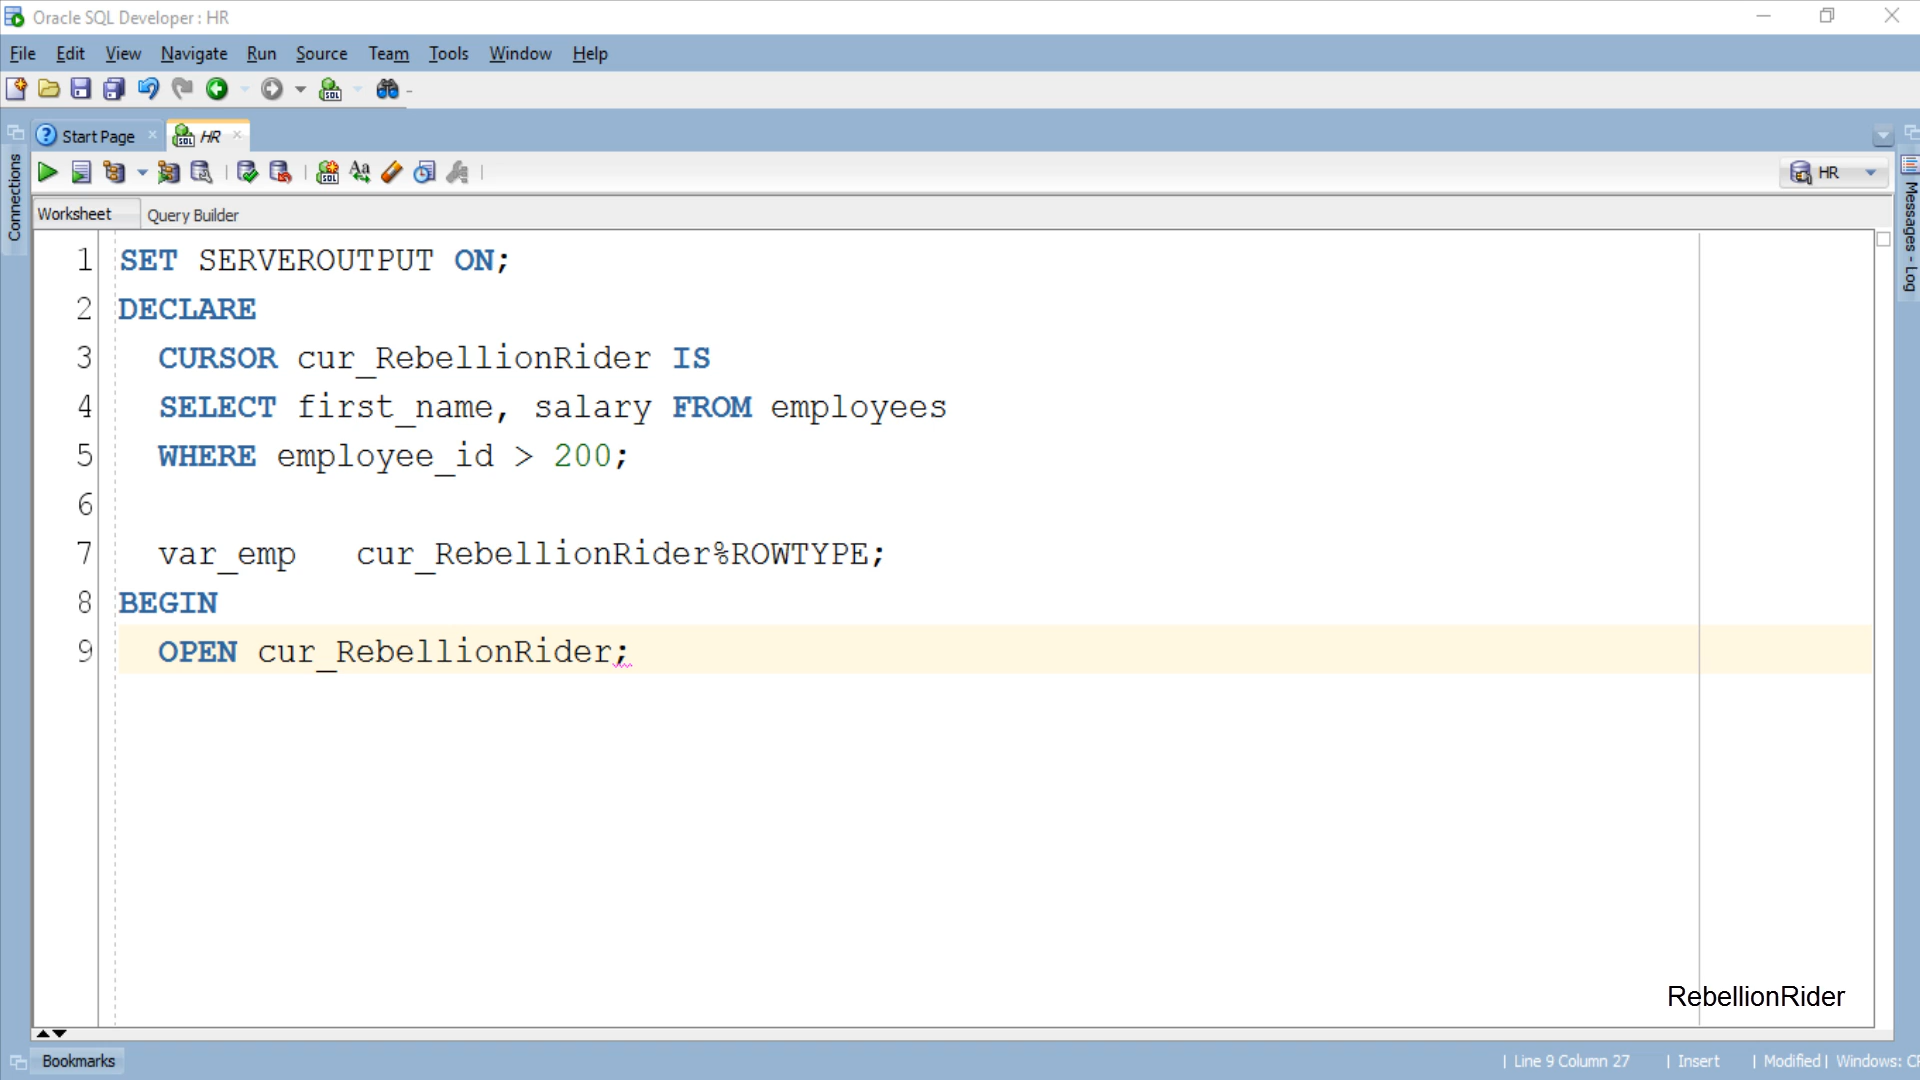 Oracle SQL Developer : HR
File Edit View Navigate Run Source Team Tools Window Help
Start Page HR
HR
Connections
Messages - Log
Worksheet Query Builder
1 SET SERVEROUTPUT ON;
2 DECLARE
3 CURSOR cur_RebellionRider IS
4 SELECT first_name, salary FROM employees
5 WHERE employee_id > 200;
6
7 var_emp cur_RebellionRider%ROWTYPE;
8 BEGIN
9 OPEN cur_RebellionRider;
RebellionRider
Bookmarks
| Line 9 Column 27 | Insert | Modified | Windows: